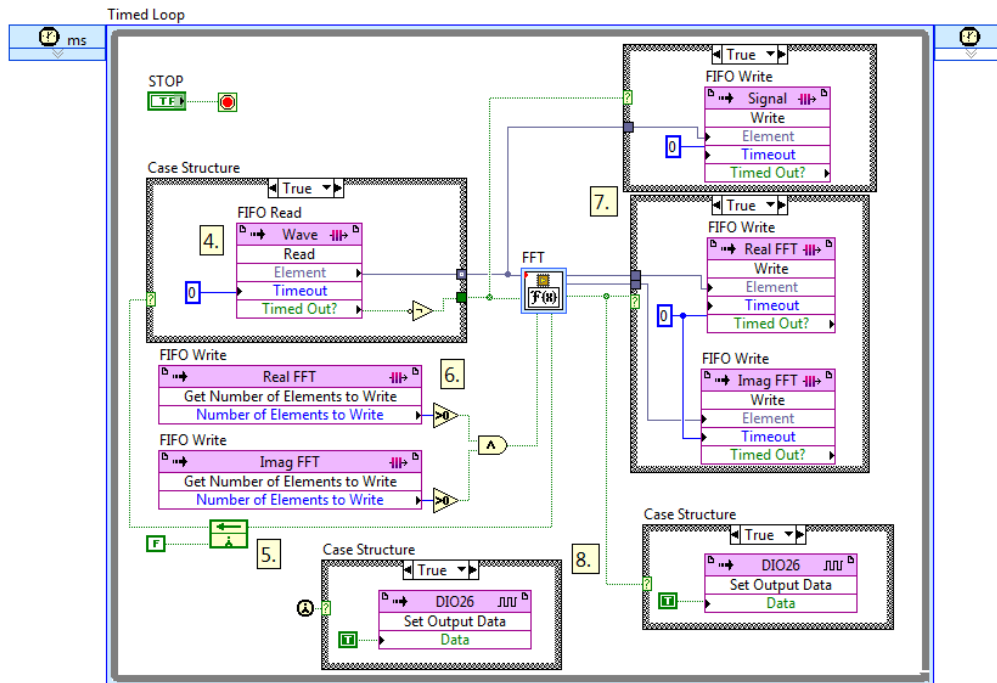 Timed Loop
ms
STOP
TF
True
FIFO Write
Signal
Write
Element
0
Timeout
Timed Out?
Case Structure
True
FIFO Read
4.
Wave
Read
Element
0
Timeout
Timed Out?
7.
True
FIFO Write
Real FFT
Write
Element
Timeout
0
Timed Out?
FIFO Write
Imag FFT
Write
Element
Timeout
Timed Out?
FFT
F(x)
FIFO Write
6.
Real FFT
Get Number of Elements to Write
Number of Elements to Write
>0
FIFO Write
Imag FFT
Get Number of Elements to Write
Number of Elements to Write
>0
F
5.
Case Structure
True
DIO26
Set Output Data
T
Data
8.
Case Structure
True
DIO26
Set Output Data
T
Data